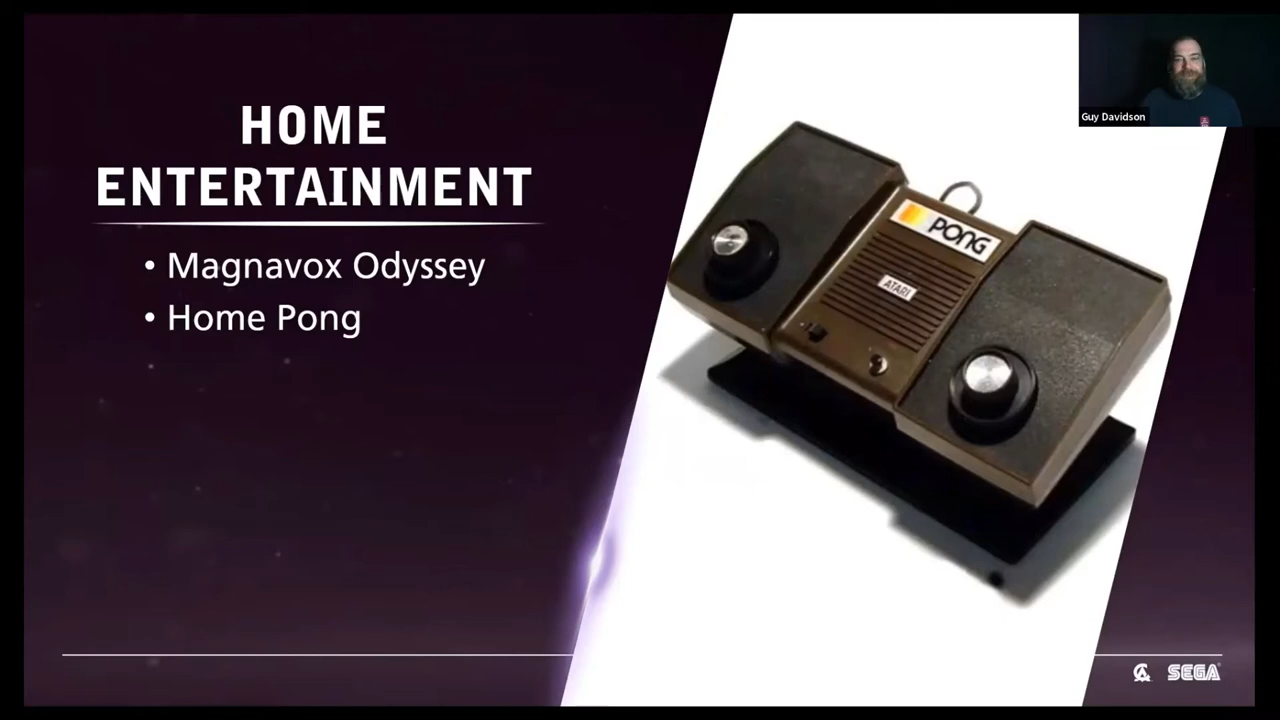 HOME
ENTERTAINMENT
• Magnavox Odyssey
• Home Pong
PONG
ATARI
Guy Davidson
SEGA